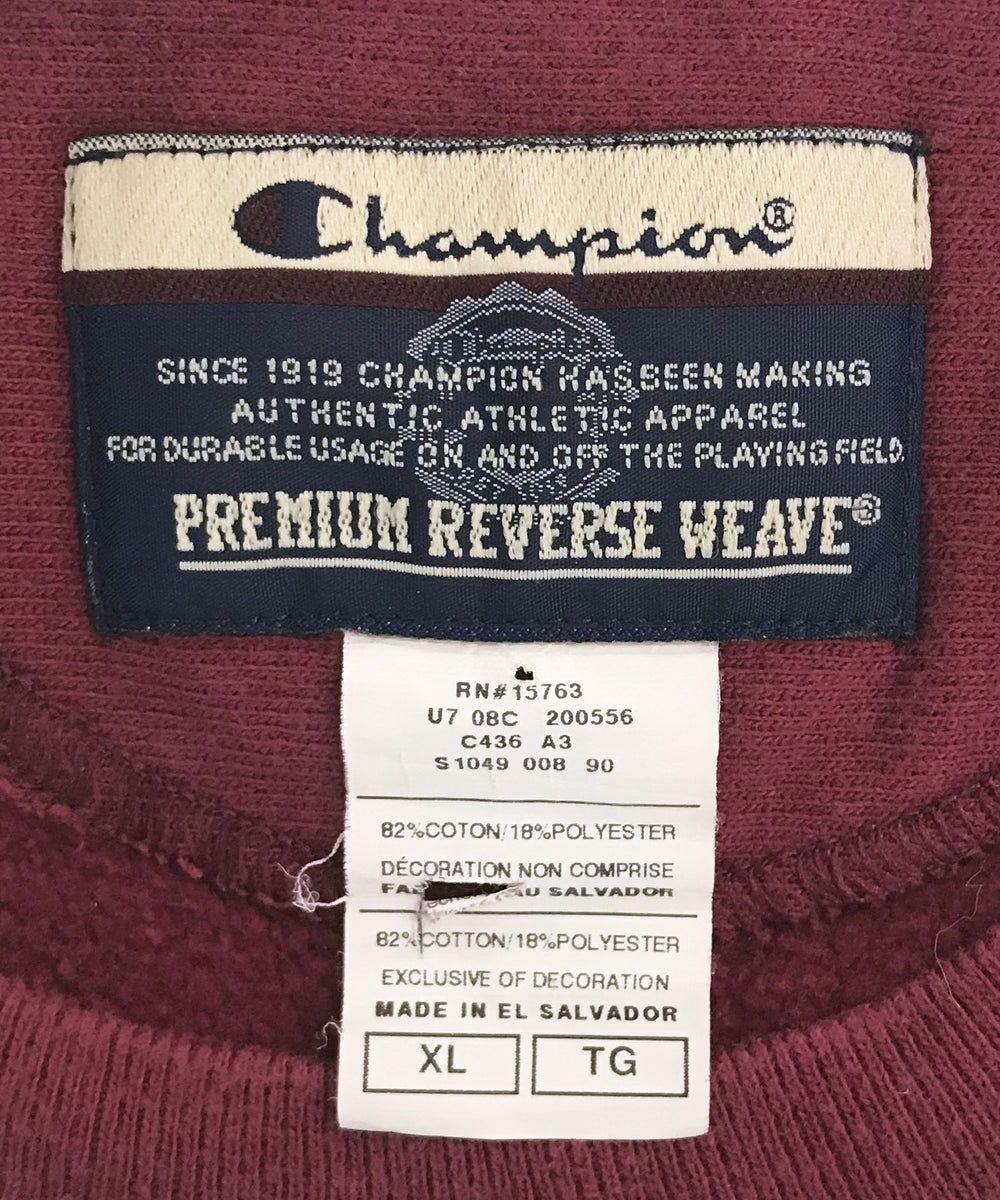 Champion®
SINCE 1919 CHAMPION HAS BEEN MAKING
AUTHENTIC ATHLETIC APPAREL
FOR DURABLE USAGE ON AND OFF THE PLAYING FIELD.
PREMIUM REVERSE WEAVE®
RN#15763
U7 08C 200556
C436 A3
S1049 008 90
82%COTON/18%POLYESTER
DÉCORATION NON COMPRISE
AU SALVADOR
82%COTTON/18%POLYESTER
EXCLUSIVE OF DECORATION
MADE IN EL SALVADOR
XL TG